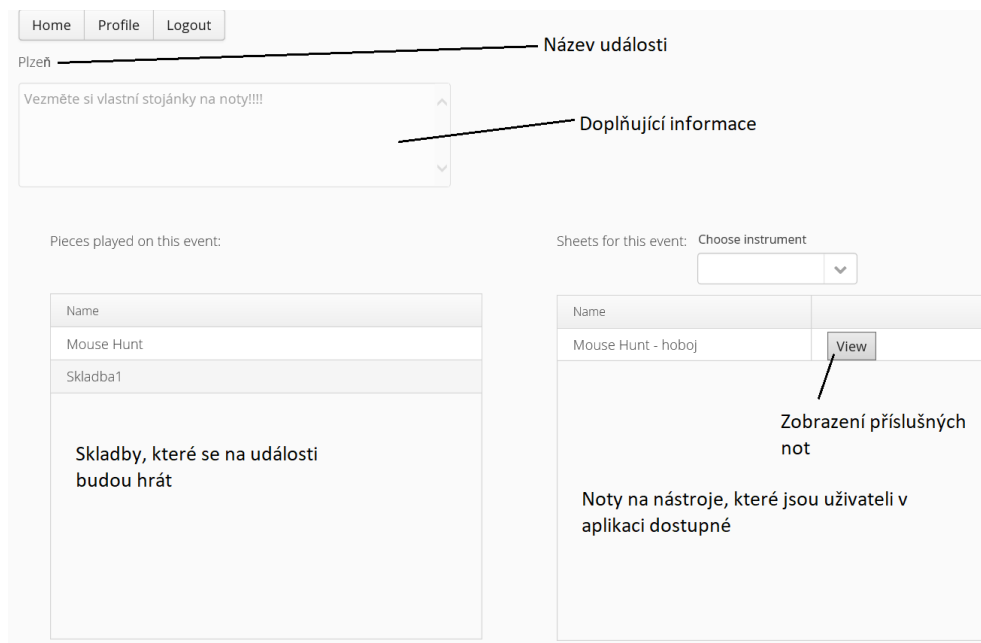 Home Profile Logout
Název události
Plzeň
Vezměte si vlastní stojánky na noty!!!!
Doplňující informace
Pieces played on this event:
Sheets for this event: Choose instrument
Name
Mouse Hunt
Skladba1
Skladby, které se na události
budou hrát
Name
Mouse Hunt - hoboj View
Zobrazení příslušných
not
Noty na nástroje, které jsou uživateli v
aplikaci dostupné